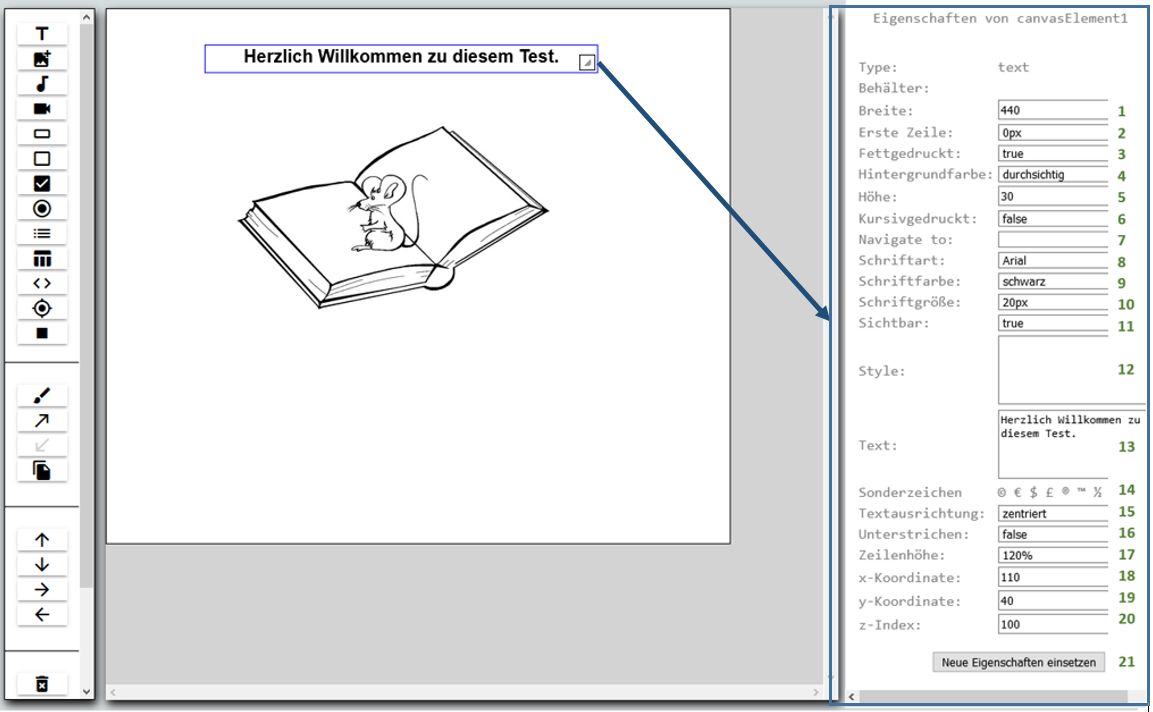 T
Herzlich Willkommen zu diesem Test.
Eigenschaften von canvasElement1
Type: text
Behälter:
Breite: 440 1
Erste Zeile: 0px 2
Fettgedruckt: true 3
Hintergrundfarbe: durchsichtig 4
Höhe: 30 5
Kursivgedruckt: false 6
Navigate to: 7
Schriftart: Arial 8
Schriftfarbe: schwarz 9
Schriftgröße: 20px 10
Sichtbar: true 11
Style: 12
Herzlich Willkommen zu
diesem Test.
Text: 13
Sonderzeichen © € $ £ ® ™ ½ 14
Textausrichtung: zentriert 15
Unterstrichen: false 16
Zeilenhöhe: 120% 17
x-Koordinate: 110 18
y-Koordinate: 40 19
z-Index: 100 20
Neue Eigenschaften einsetzen 21